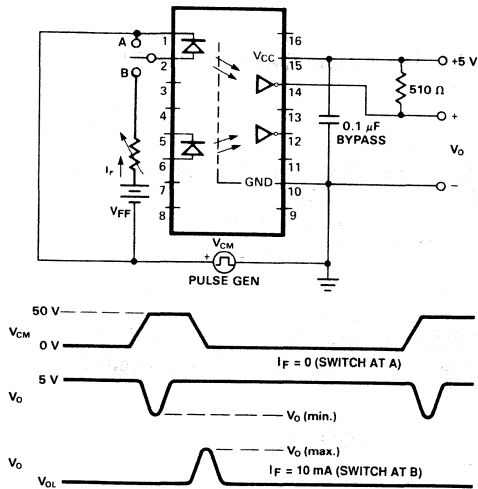 A
B
1
2
3
4
5
6
7
8
16
15
14
13
12
11
10
9
VCC
GND
+5 V
510 Ω
+
VO
−
0.1 μF
BYPASS
Ir
VFF
VCM
+ -
PULSE GEN
50 V
VCM
0 V
IF = 0 (SWITCH AT A)
5 V
VO
VO (min.)
VO (max.)
VO
IF = 10 mA (SWITCH AT B)
VOL